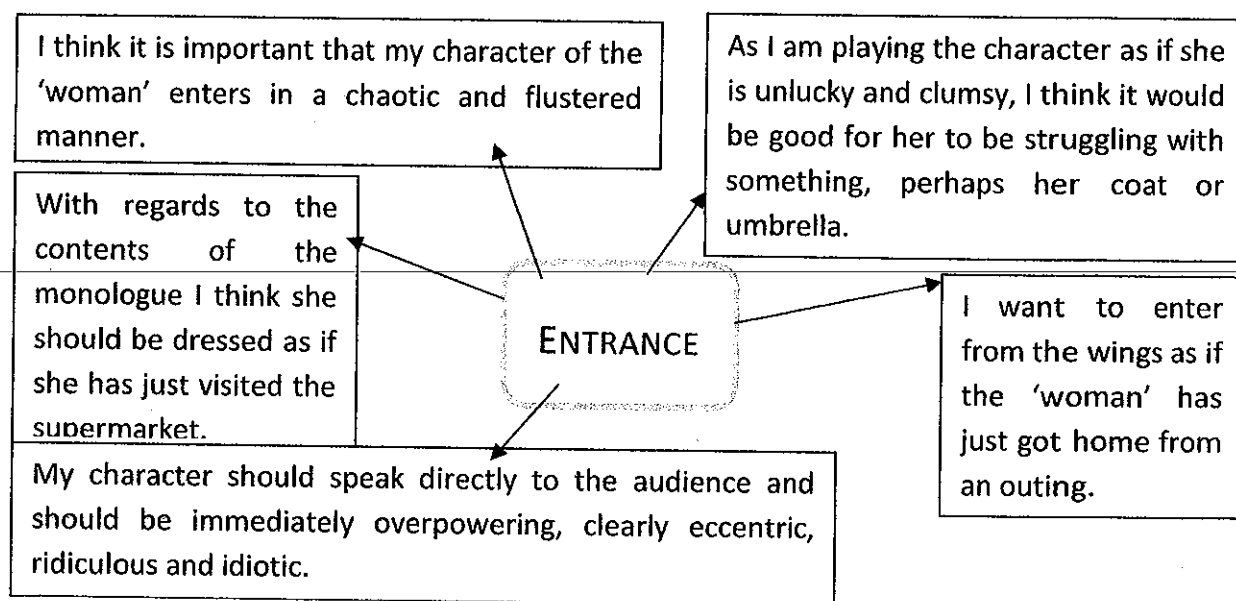 I think it is important that my character of the
‘woman’ enters in a chaotic and flustered
manner.
As I am playing the character as if she
is unlucky and clumsy, I think it would
be good for her to be struggling with
something, perhaps her coat or
umbrella.
With regards to the
contents of the
monologue I think she
should be dressed as if
she has just visited the
supermarket.
ENTRANCE
I want to enter
from the wings as if
the ‘woman’ has
just got home from
an outing.
My character should speak directly to the audience and
should be immediately overpowering, clearly eccentric,
ridiculous and idiotic.